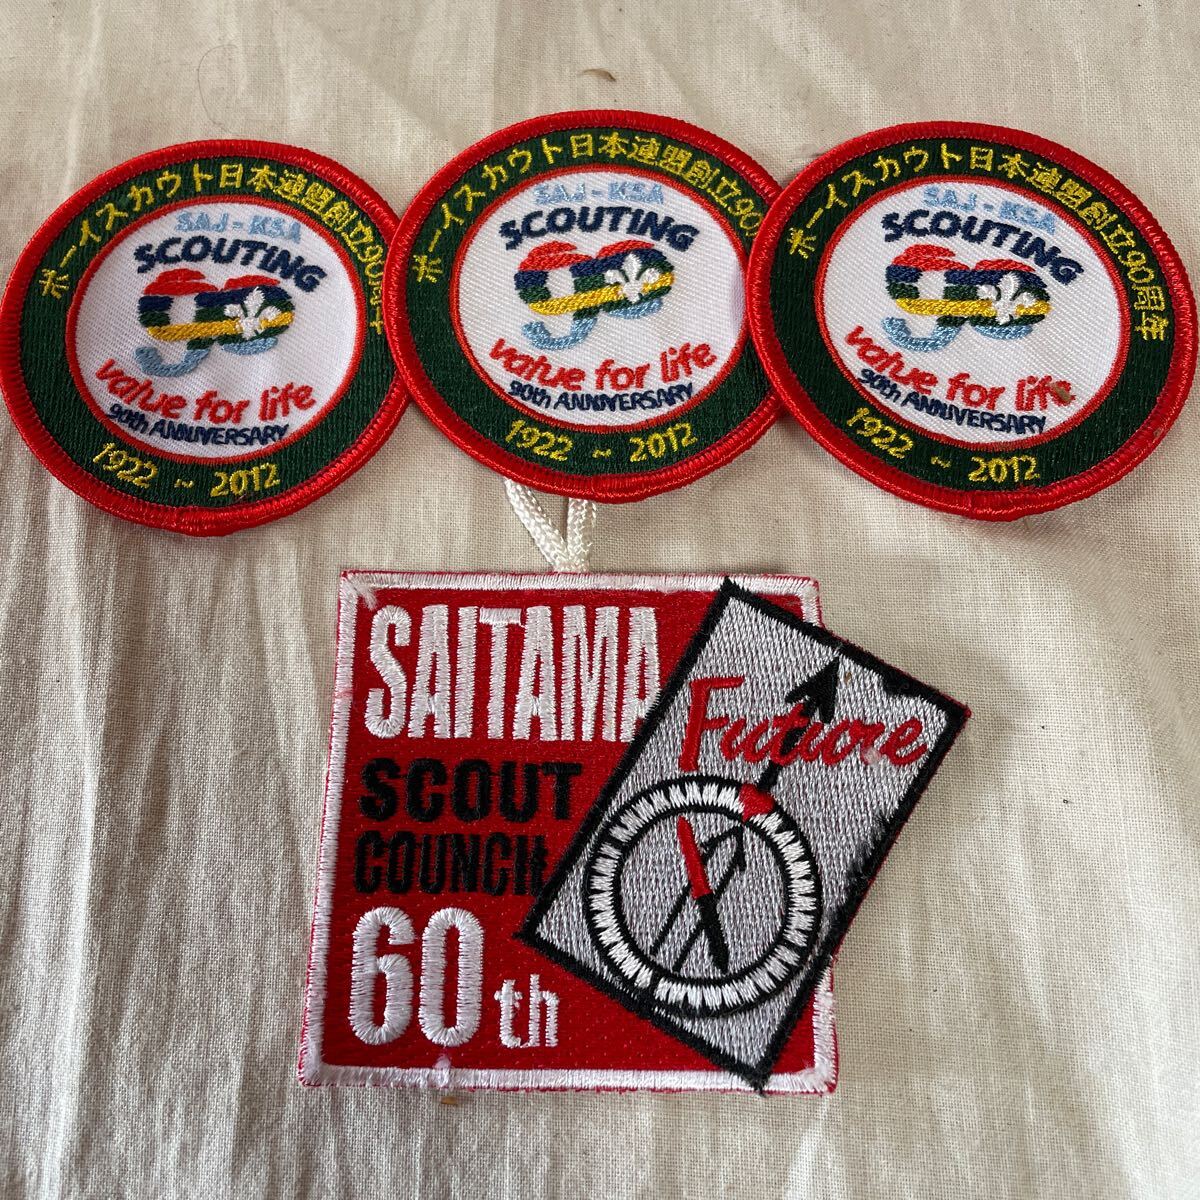 ボーイスカウト日本連盟創立90周年
SAJ-KSA
SCOUTING
90
value for life
90th ANNIVERSARY
1922 ~ 2012
ボーイスカウト日本連盟創立90
SAJ-KSA
SCOUTING
90
value for life
90th ANNIVERSARY
1922 ~ 2012
ボーイスカウト日本連盟創立90周年
SAJ-KSA
SCOUTING
90
value for life
90th ANNIVERSARY
1922 ~ 2012
SAITAMA
SCOUT
COUNCIL
60th
Future